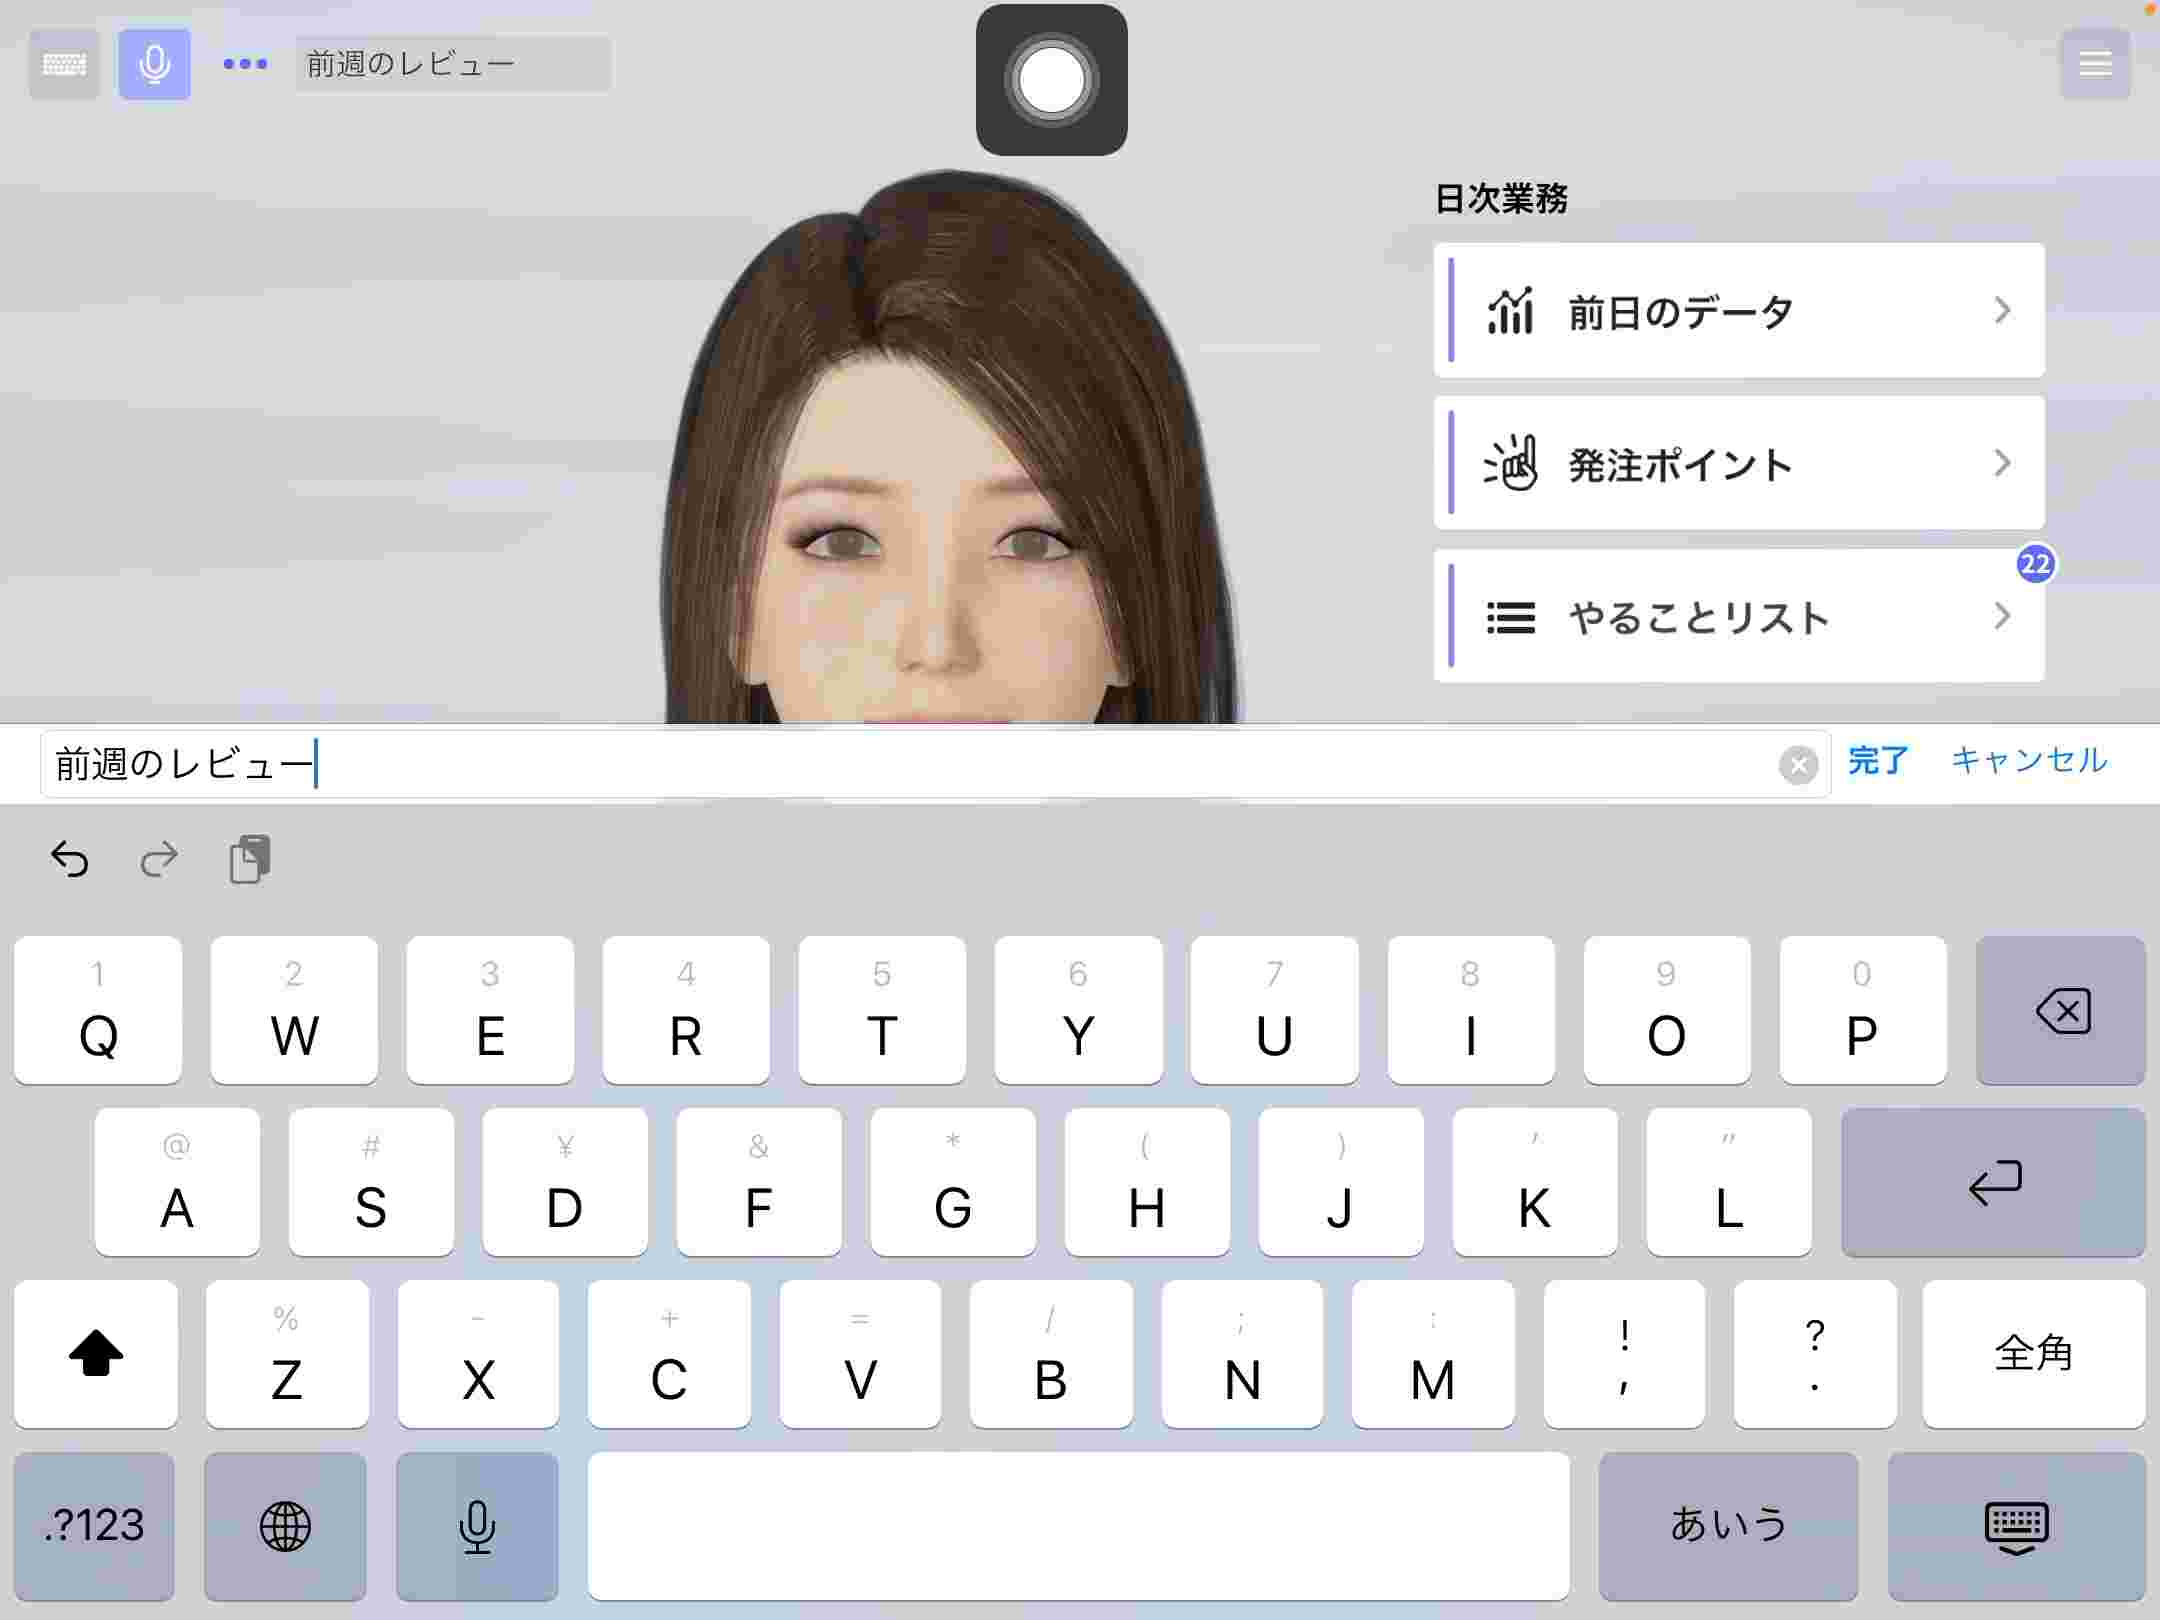 前週のレビュー
日次業務
前日のデータ
発注ポイント
22
やることリスト
前週のレビュー
完了 キャンセル
1 2 3 4 5 6 7 8 9 0
Q W E R T Y U I O P
@ # ¥ & * ( ) ' "
A S D F G H J K L
% - + = / ; : ! ?
Z X C V B N M , . 全角
.?123 あいう